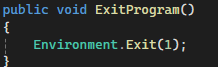 public void ExitProgram()
{
    Environment.Exit(1);
}